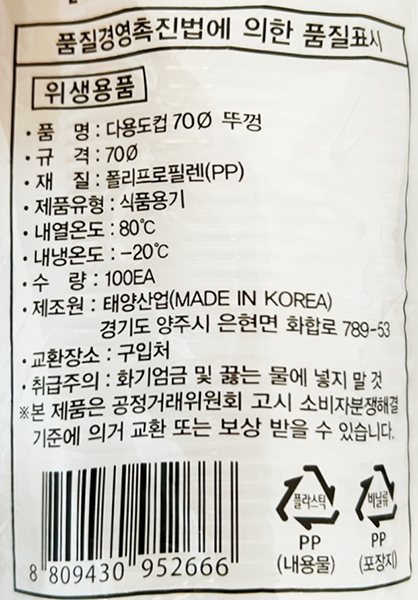 품질경영촉진법에 의한 품질표시
위생용품
·품 명 : 다용도컵 70Ø 뚜껑
·규 격 : 70Ø
·재 질 : 폴리프로필렌(PP)
·제품유형 : 식품용기
·내열온도 : 80℃
·내냉온도 : -20℃
·수 량 : 100EA
·제조원 : 태양산업(MADE IN KOREA)
경기도 양주시 은현면 화합로 789-53
·교환장소 : 구입처
·취급주의 : 화기엄금 및 끓는 물에 넣지 말 것
※본 제품은 공정거래위원회 고시 소비자분쟁해결
기준에 의거 교환 또는 보상 받을 수 있습니다.
플라스틱
PP
(내용물)
비닐류
PP
(포장지)
8 809430 952666